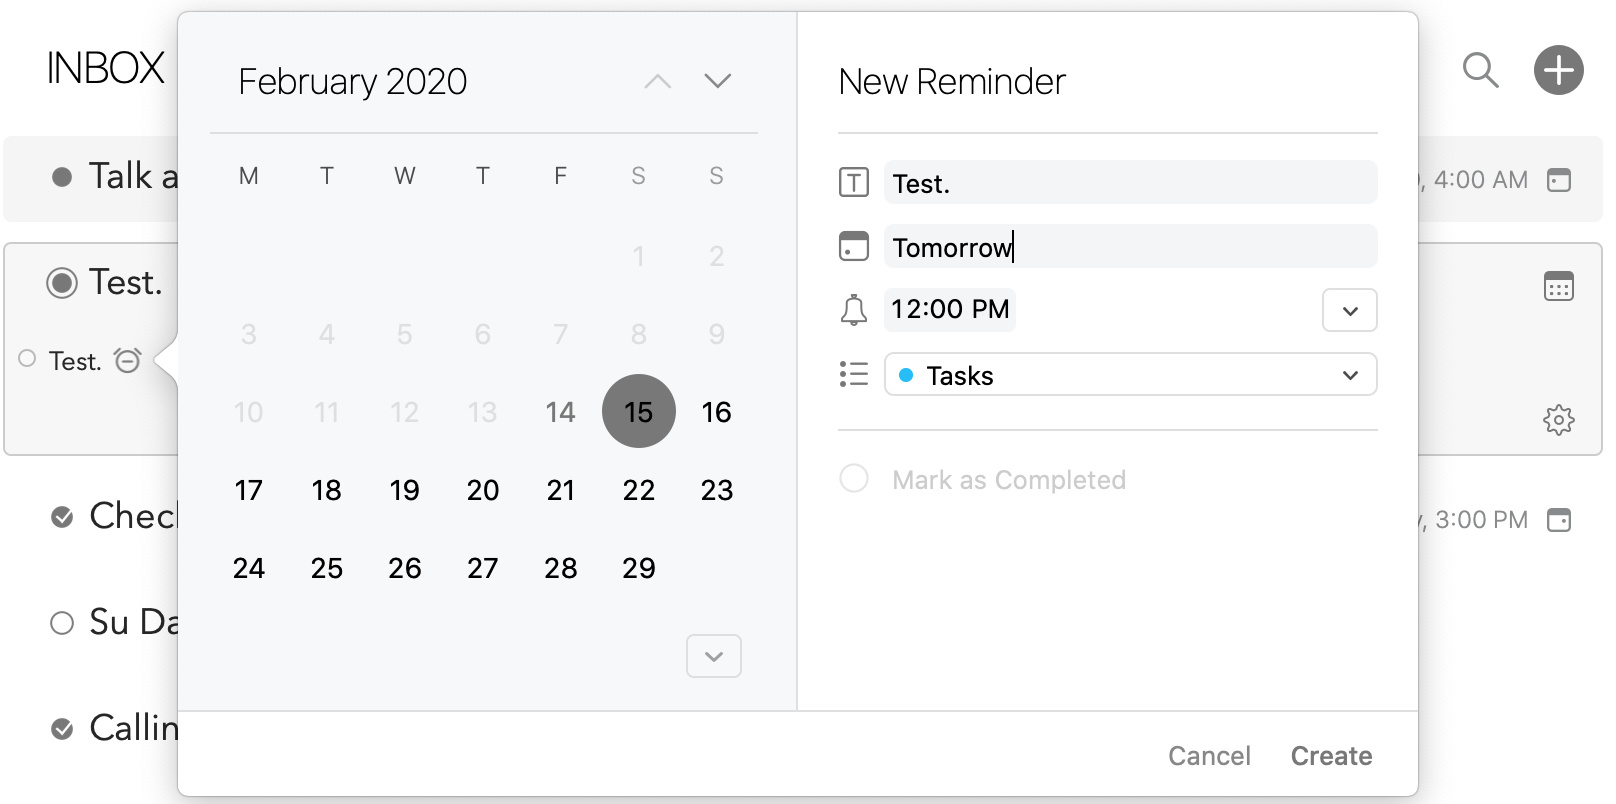 INBOX
Talk a
, 4:00 AM
Test.
Test.
Chec
, 3:00 PM
Su Da
Callin
February 2020
M T W T F S S
1 2
3 4 5 6 7 8 9
10 11 12 13 14 15 16
17 18 19 20 21 22 23
24 25 26 27 28 29
New Reminder
T
Test.
Tomorrow
12:00 PM
Tasks
Mark as Completed
Cancel Create